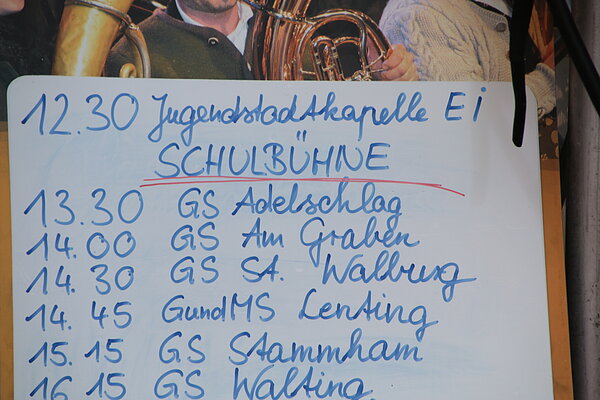 12.30 Jugendstadtkapelle Ei
SCHULBÜHNE
13.30 GS Adelschlag
14.00 GS Am Graben
14.30 GS St. Walburg
14.45 GundMS Lenting
15.15 GS Stammham
16.15 GS Walting